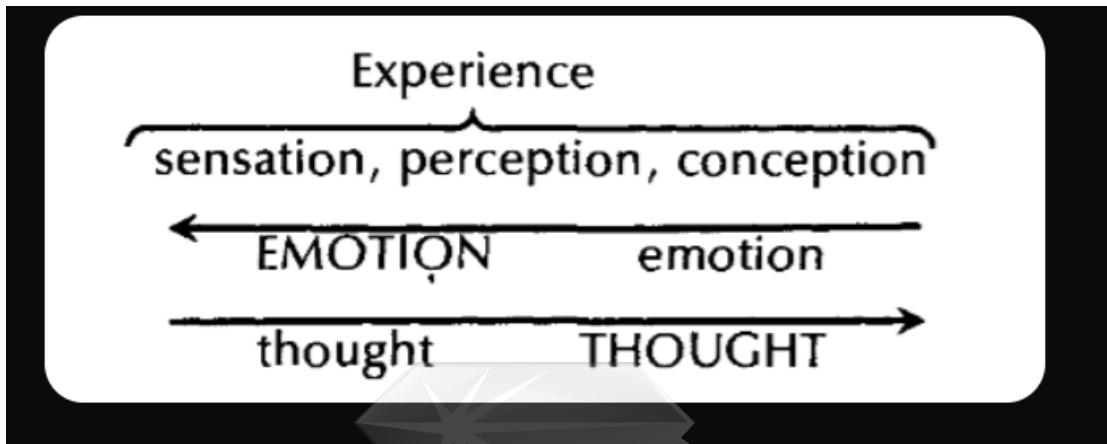 Experience
sensation, perception, conception
EMOTION emotion
thought THOUGHT